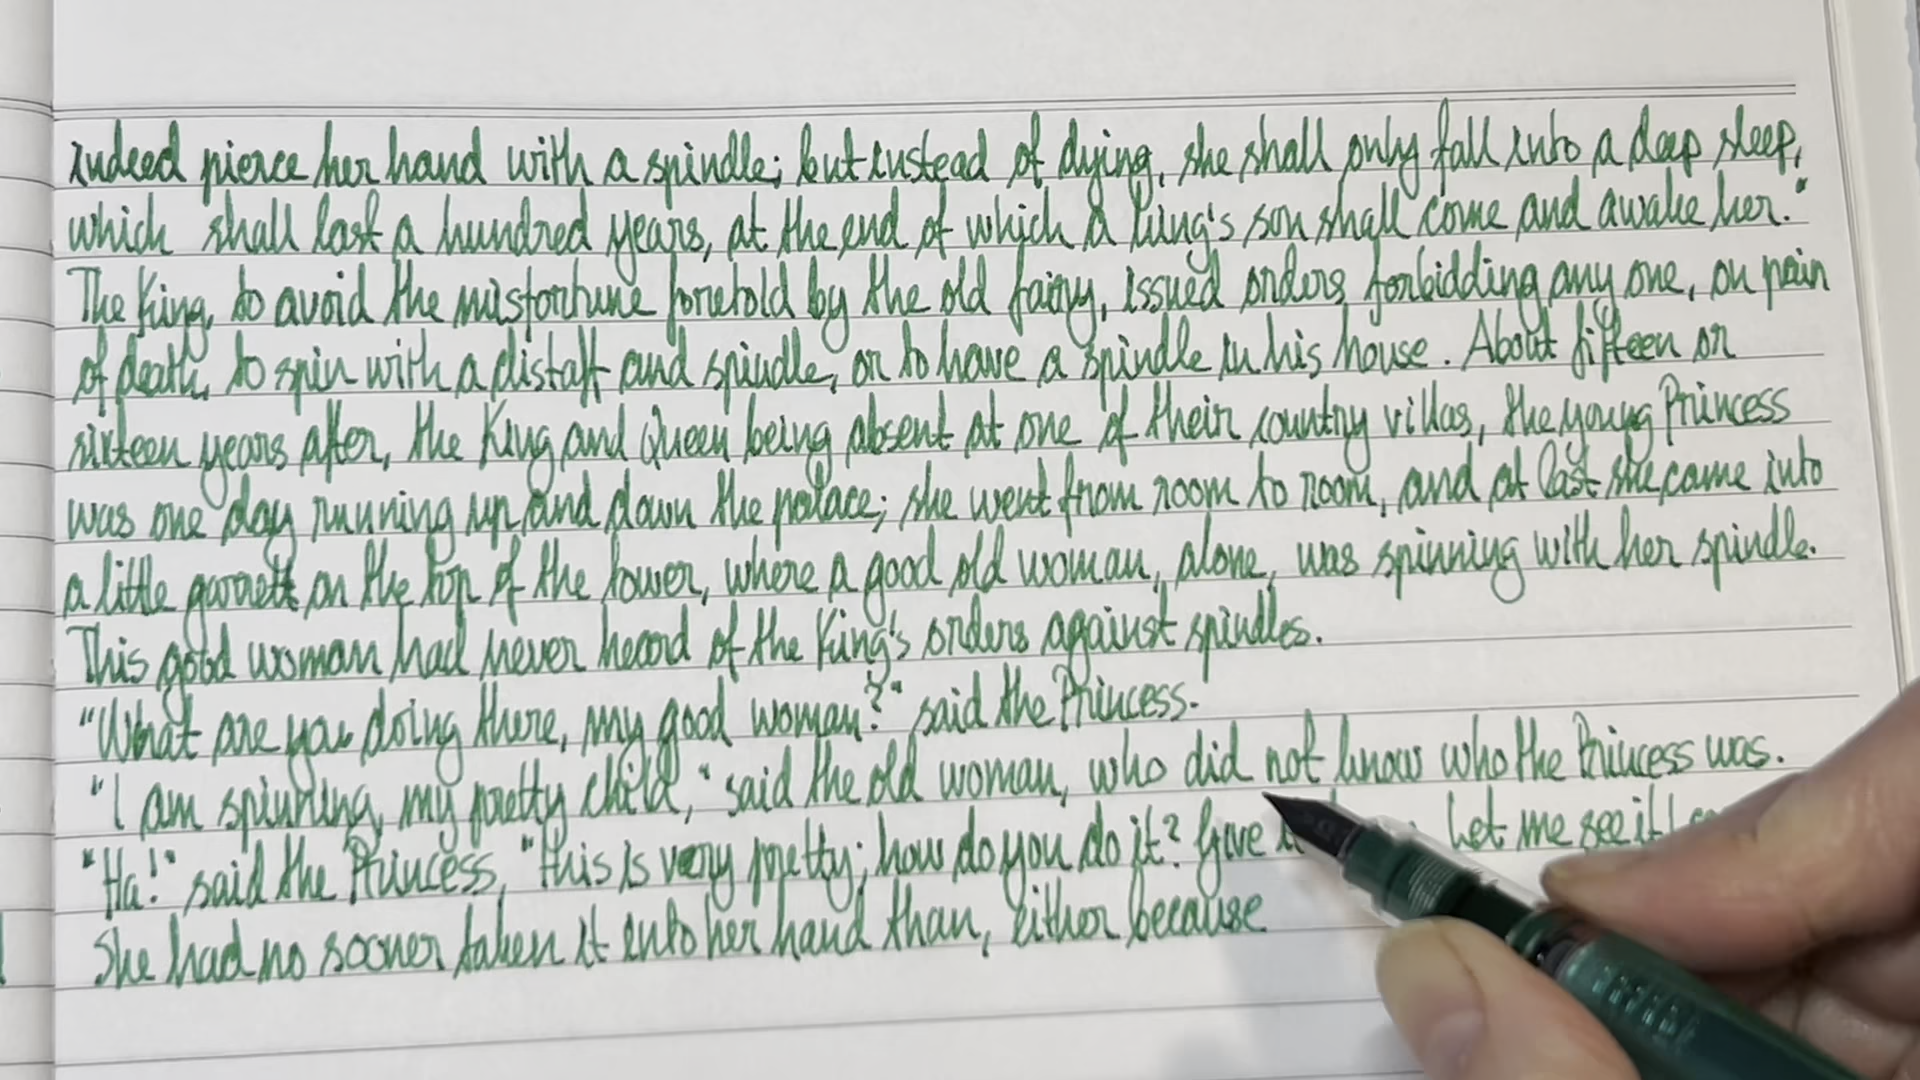 indeed pierce her hand with a spindle; but instead of dying, she shall only fall into a deep sleep,
which shall last a hundred years, at the end of which a king's son shall come and awake her."
The King, to avoid the misfortune foretold by the old fairy, issued orders forbidding any one, on pain
of death, to spin with a distaff and spindle, or to have a spindle in his house. About fifteen or
sixteen years after, the King and Queen being absent at one of their country villas, the young Princess
was one day running up and down the palace; she went from room to room, and at last she came into
a little garrett on the top of the tower, where a good old woman, alone, was spinning with her spindle.
This good woman had never heard of the King's orders against spindles.
"What are you doing there, my good woman?" said the Princess.
"I am spinning, my pretty child," said the old woman, who did not know who the Princess was.
"Ha!" said the Princess, "this is very pretty; how do you do it? Give Let me see if I
She had no sooner taken it into her hand than, either because